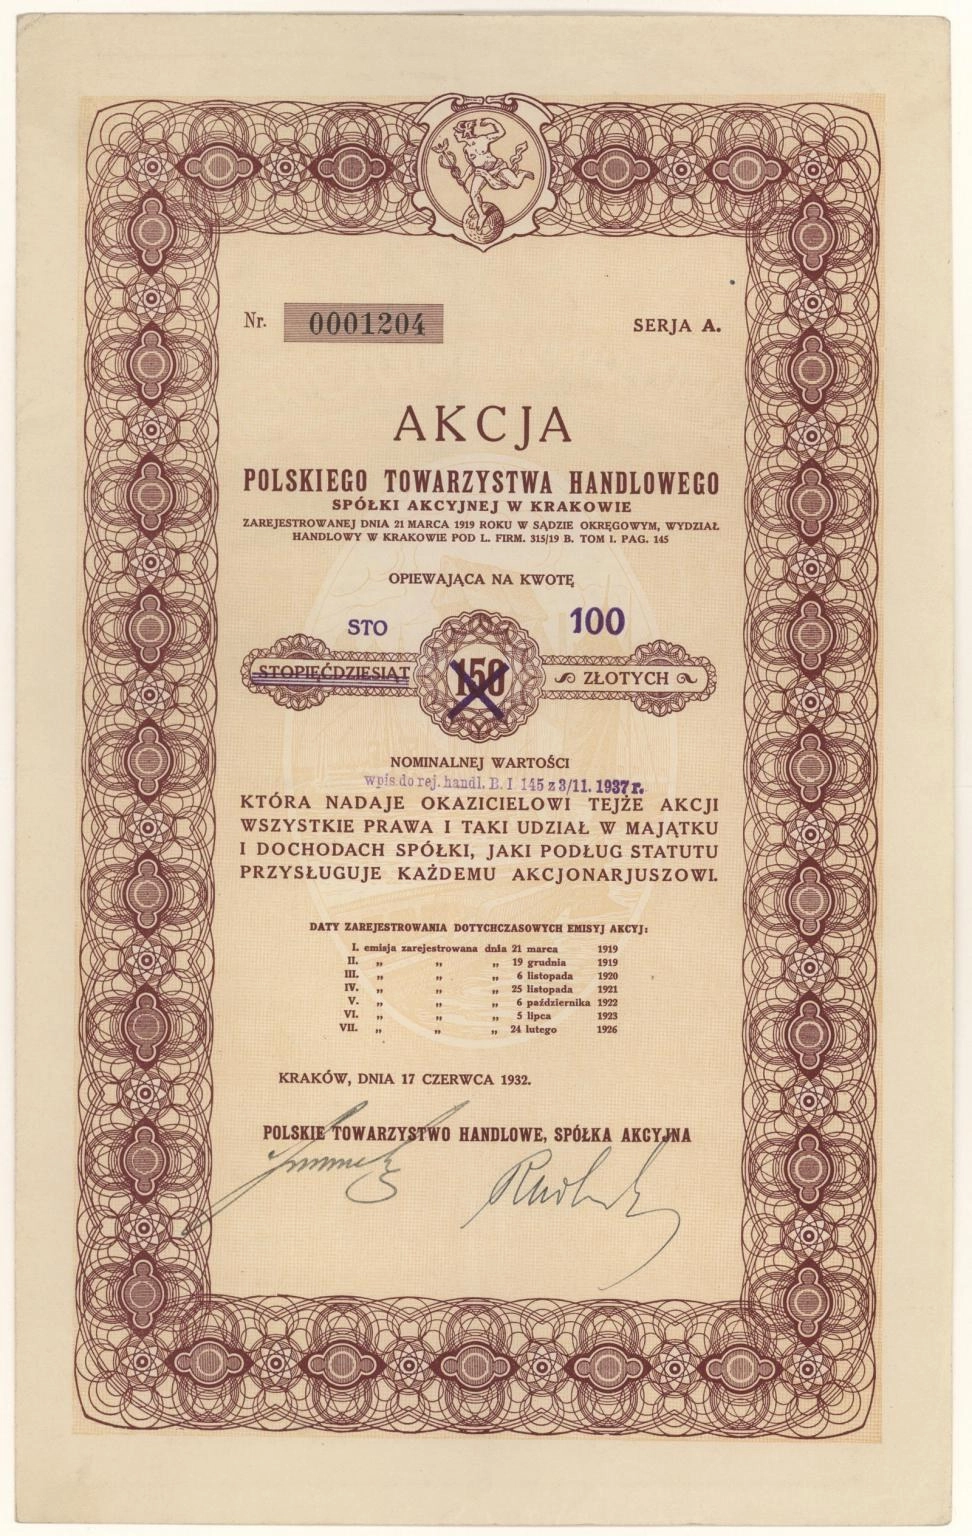 Nr. 0001204
SERJA A.
AKCJA
POLSKIEGO TOWARZYSTWA HANDLOWEGO
SPÓŁKI AKCYJNEJ W KRAKOWIE
ZAREJESTROWANEJ DNIA 21 MARCA 1919 ROKU W SĄDZIE OKRĘGOWYM, WYDZIAŁ
HANDLOWY W KRAKOWIE POD L. FIRM. 315/19 B. TOM I. PAG. 145
OPIEWAJĄCA NA KWOTĘ
STO 100
STOPIĘĆDZIESIĄT 150 ZŁOTYCH
NOMINALNEJ WARTOŚCI
wpis do rej. handl. B. I 145 z 3/11. 1937 r.
KTÓRA NADAJE OKAZICIELOWI TEJŻE AKCJI
WSZYSTKIE PRAWA I TAKI UDZIAŁ W MAJĄTKU
I DOCHODACH SPÓŁKI, JAKI PODŁUG STATUTU
PRZYSŁUGUJE KAŻDEMU AKCJONARJUSZOWI.
DATY ZAREJESTROWANIA DOTYCHCZASOWYCH EMISYJ AKCYJ:
I. emisja zarejestrowana dnia 21 marca 1919
II. „ „ „ 19 grudnia 1919
III. „ „ „ 6 listopada 1920
IV. „ „ „ 25 listopada 1921
V. „ „ „ 6 października 1922
VI. „ „ „ 5 lipca 1923
VII. „ „ „ 24 lutego 1926
KRAKÓW, DNIA 17 CZERWCA 1932.
POLSKIE TOWARZYSTWO HANDLOWE, SPÓŁKA AKCYJNA